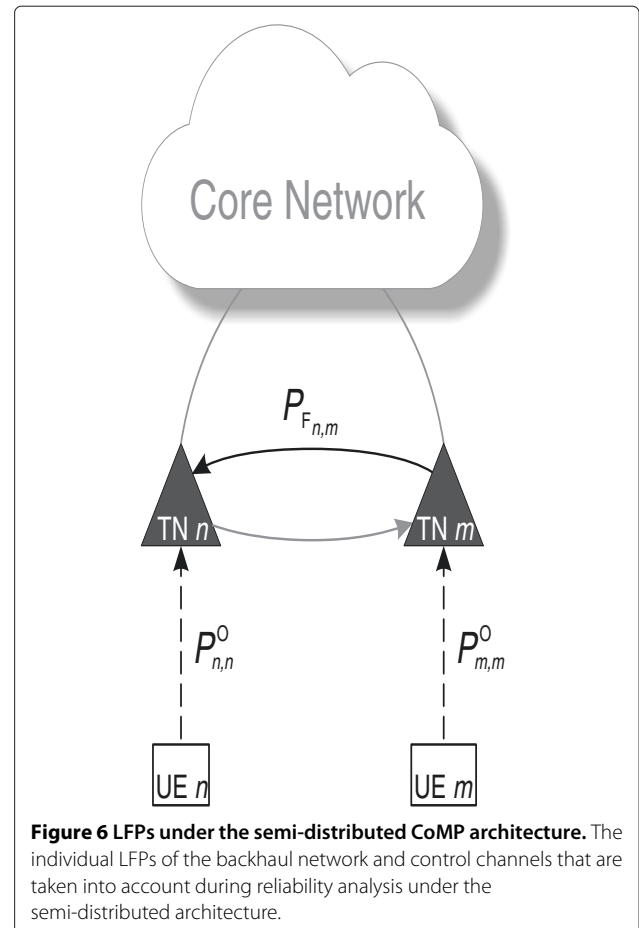 Core Network
P_F_n,m
TN n
TN m
P^O_n,n
P^O_m,m
UE n
UE m
Figure 6 LFPs under the semi-distributed CoMP architecture. The
individual LFPs of the backhaul network and control channels that are
taken into account during reliability analysis under the
semi-distributed architecture.